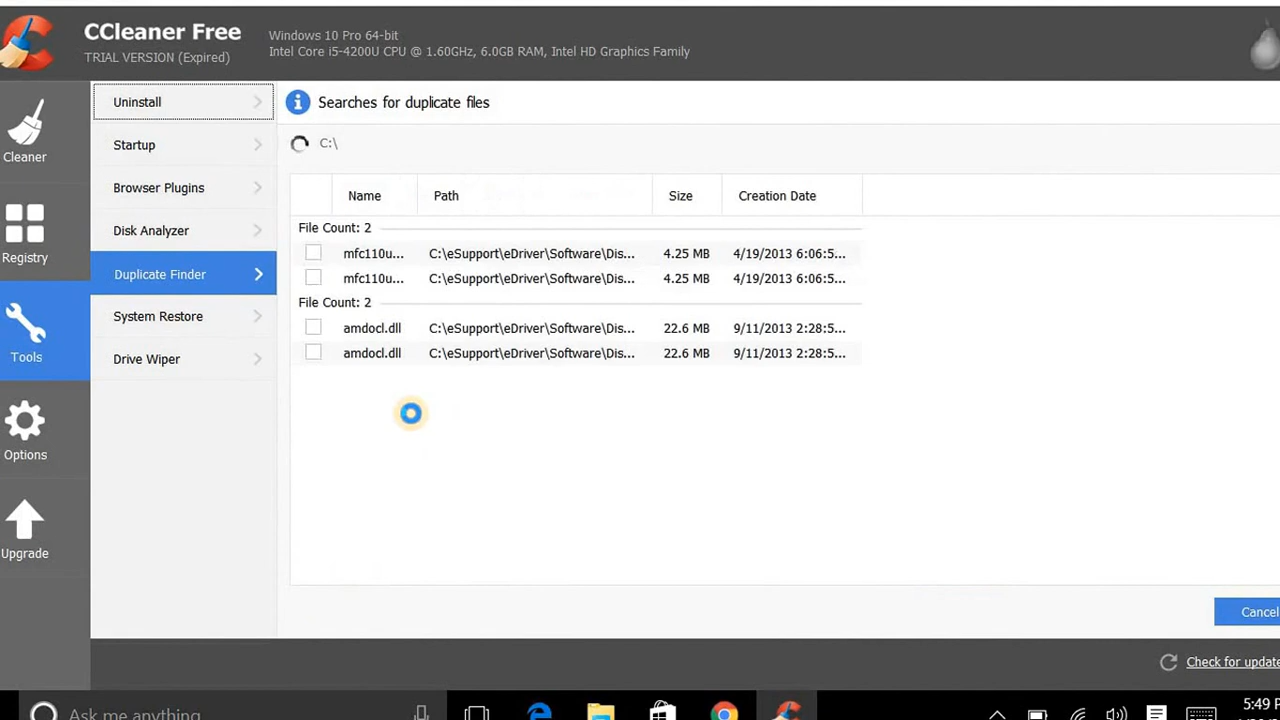 CCleaner Free
TRIAL VERSION (Expired)
Windows 10 Pro 64-bit
Intel Core i5-4200U CPU @ 1.60GHz, 6.0GB RAM, Intel HD Graphics Family
Cleaner
Registry
Tools
Options
Upgrade
Uninstall
Startup
Browser Plugins
Disk Analyzer
Duplicate Finder
System Restore
Drive Wiper
Searches for duplicate files
C:\
Name Path Size Creation Date
File Count: 2
mfc110u... C:\eSupport\eDriver\Software\Dis... 4.25 MB 4/19/2013 6:06:5...
mfc110u... C:\eSupport\eDriver\Software\Dis... 4.25 MB 4/19/2013 6:06:5...
File Count: 2
amdocl.dll C:\eSupport\eDriver\Software\Dis... 22.6 MB 9/11/2013 2:28:5...
amdocl.dll C:\eSupport\eDriver\Software\Dis... 22.6 MB 9/11/2013 2:28:5...
Cancel
Check for update
Ask me anything
5:49 P